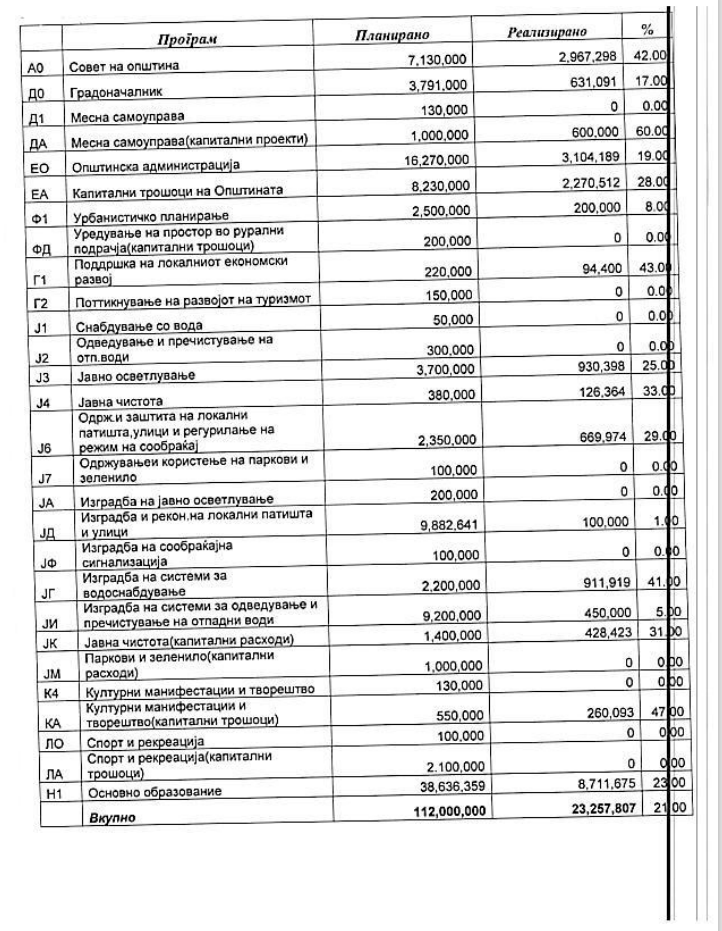 Програм Планирано Реализирано %
А0 Совет на општина 7,130,000 2,967,298 42.00
Д0 Градоначалник 3,791,000 631,091 17.00
Д1 Месна самоуправа 130,000 0 0.00
ДА Месна самоуправа(капитални проекти) 1,000,000 600,000 60.00
ЕО Општинска администрација 16,270,000 3,104,189 19.00
ЕА Капитални трошоци на Општината 8,230,000 2,270,512 28.00
Ф1 Урбанистичко планирање 2,500,000 200,000 8.00
Уредување на простор во рурални
ФД подрачја(капитални трошоци) 200,000 0 0.00
Поддршка на локалниот економски
Г1 развој 220,000 94,400 43.00
Г2 Поттикнување на развојот на туризмот 150,000 0 0.00
Ј1 Снабдување со вода 50,000 0 0.00
Одведување и пречистување на
Ј2 отп.води 300,000 0 0.00
Ј3 Јавно осветлување 3,700,000 930,398 25.00
Ј4 Јавна чистота 380,000 126,364 33.00
Одрж.и заштита на локални
патишта,улици и регурилање на
Ј6 режим на сообраќај 2,350,000 669,974 29.00
Одржувањеи користење на паркови и
Ј7 зеленило 100,000 0 0.00
ЈА Изградба на јавно осветлување 200,000 0 0.00
Изградба и рекон.на локални патишта
ЈД и улици 9,882,641 100,000 1.00
Изградба на сообраќајна
ЈФ сигнализација 100,000 0 0.00
Изградба на системи за
ЈГ водоснабдување 2,200,000 911,919 41.00
Изградба на системи за одведување и
ЈИ пречистување на отпадни води 9,200,000 450,000 5.00
ЈК Јавна чистота(капитални расходи) 1,400,000 428,423 31.00
Паркови и зеленило(капитални
ЈМ расходи) 1,000,000 0 0.00
К4 Културни манифестации и творештво 130,000 0 0.00
Културни манифестации и
КА творештво(капитални трошоци) 550,000 260,093 47.00
ЛО Спорт и рекреација 100,000 0 0.00
Спорт и рекреација(капитални
ЛА трошоци) 2.100,000 0 0.00
Н1 Основно образование 38,636,359 8,711,675 23.00
Вкупно 112,000,000 23,257,807 21.00